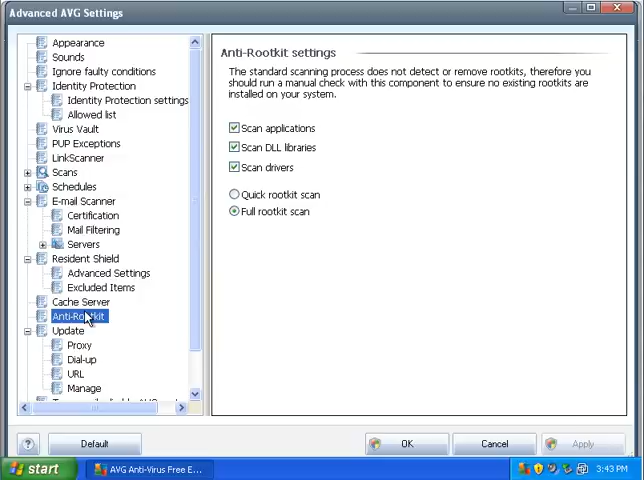 Advanced AVG Settings
Appearance
Sounds
Ignore faulty conditions
Identity Protection
Identity Protection settings
Allowed list
Virus Vault
PUP Exceptions
LinkScanner
Scans
Schedules
E-mail Scanner
Certification
Mail Filtering
Servers
Resident Shield
Advanced Settings
Excluded Items
Cache Server
Anti-Rootkit
Update
Proxy
Dial-up
URL
Manage
Anti-Rootkit settings
The standard scanning process does not detect or remove rootkits, therefore you
should run a manual check with this component to ensure no existing rootkits are
installed on your system.
Scan applications
Scan DLL libraries
Scan drivers
Quick rootkit scan
Full rootkit scan
Default
OK
Cancel
Apply
start
AVG Anti-Virus Free E...
3:43 PM